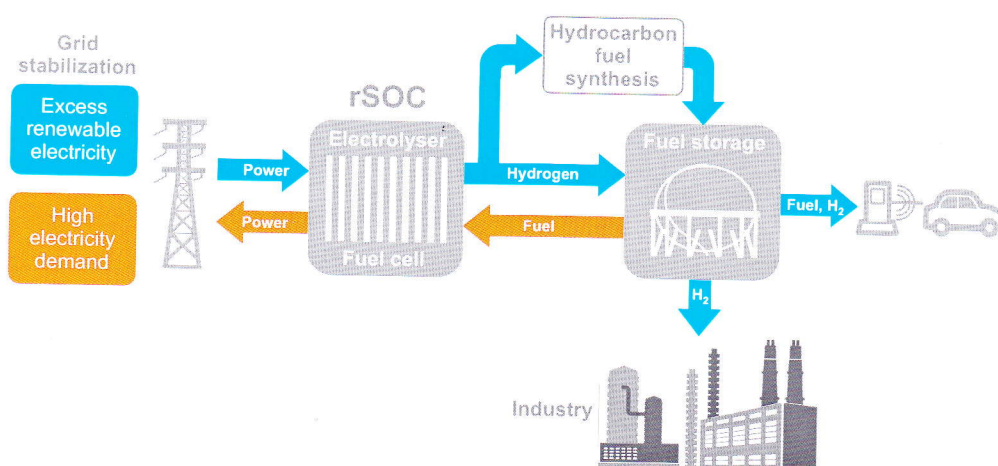 Grid
stabilization
Excess
renewable
electricity
High
electricity
demand
Power
Power
rSOC
Electrolyser
Fuel cell
Hydrocarbon
fuel
synthesis
Hydrogen
Fuel
Fuel storage
Fuel, H₂
H₂
Industry